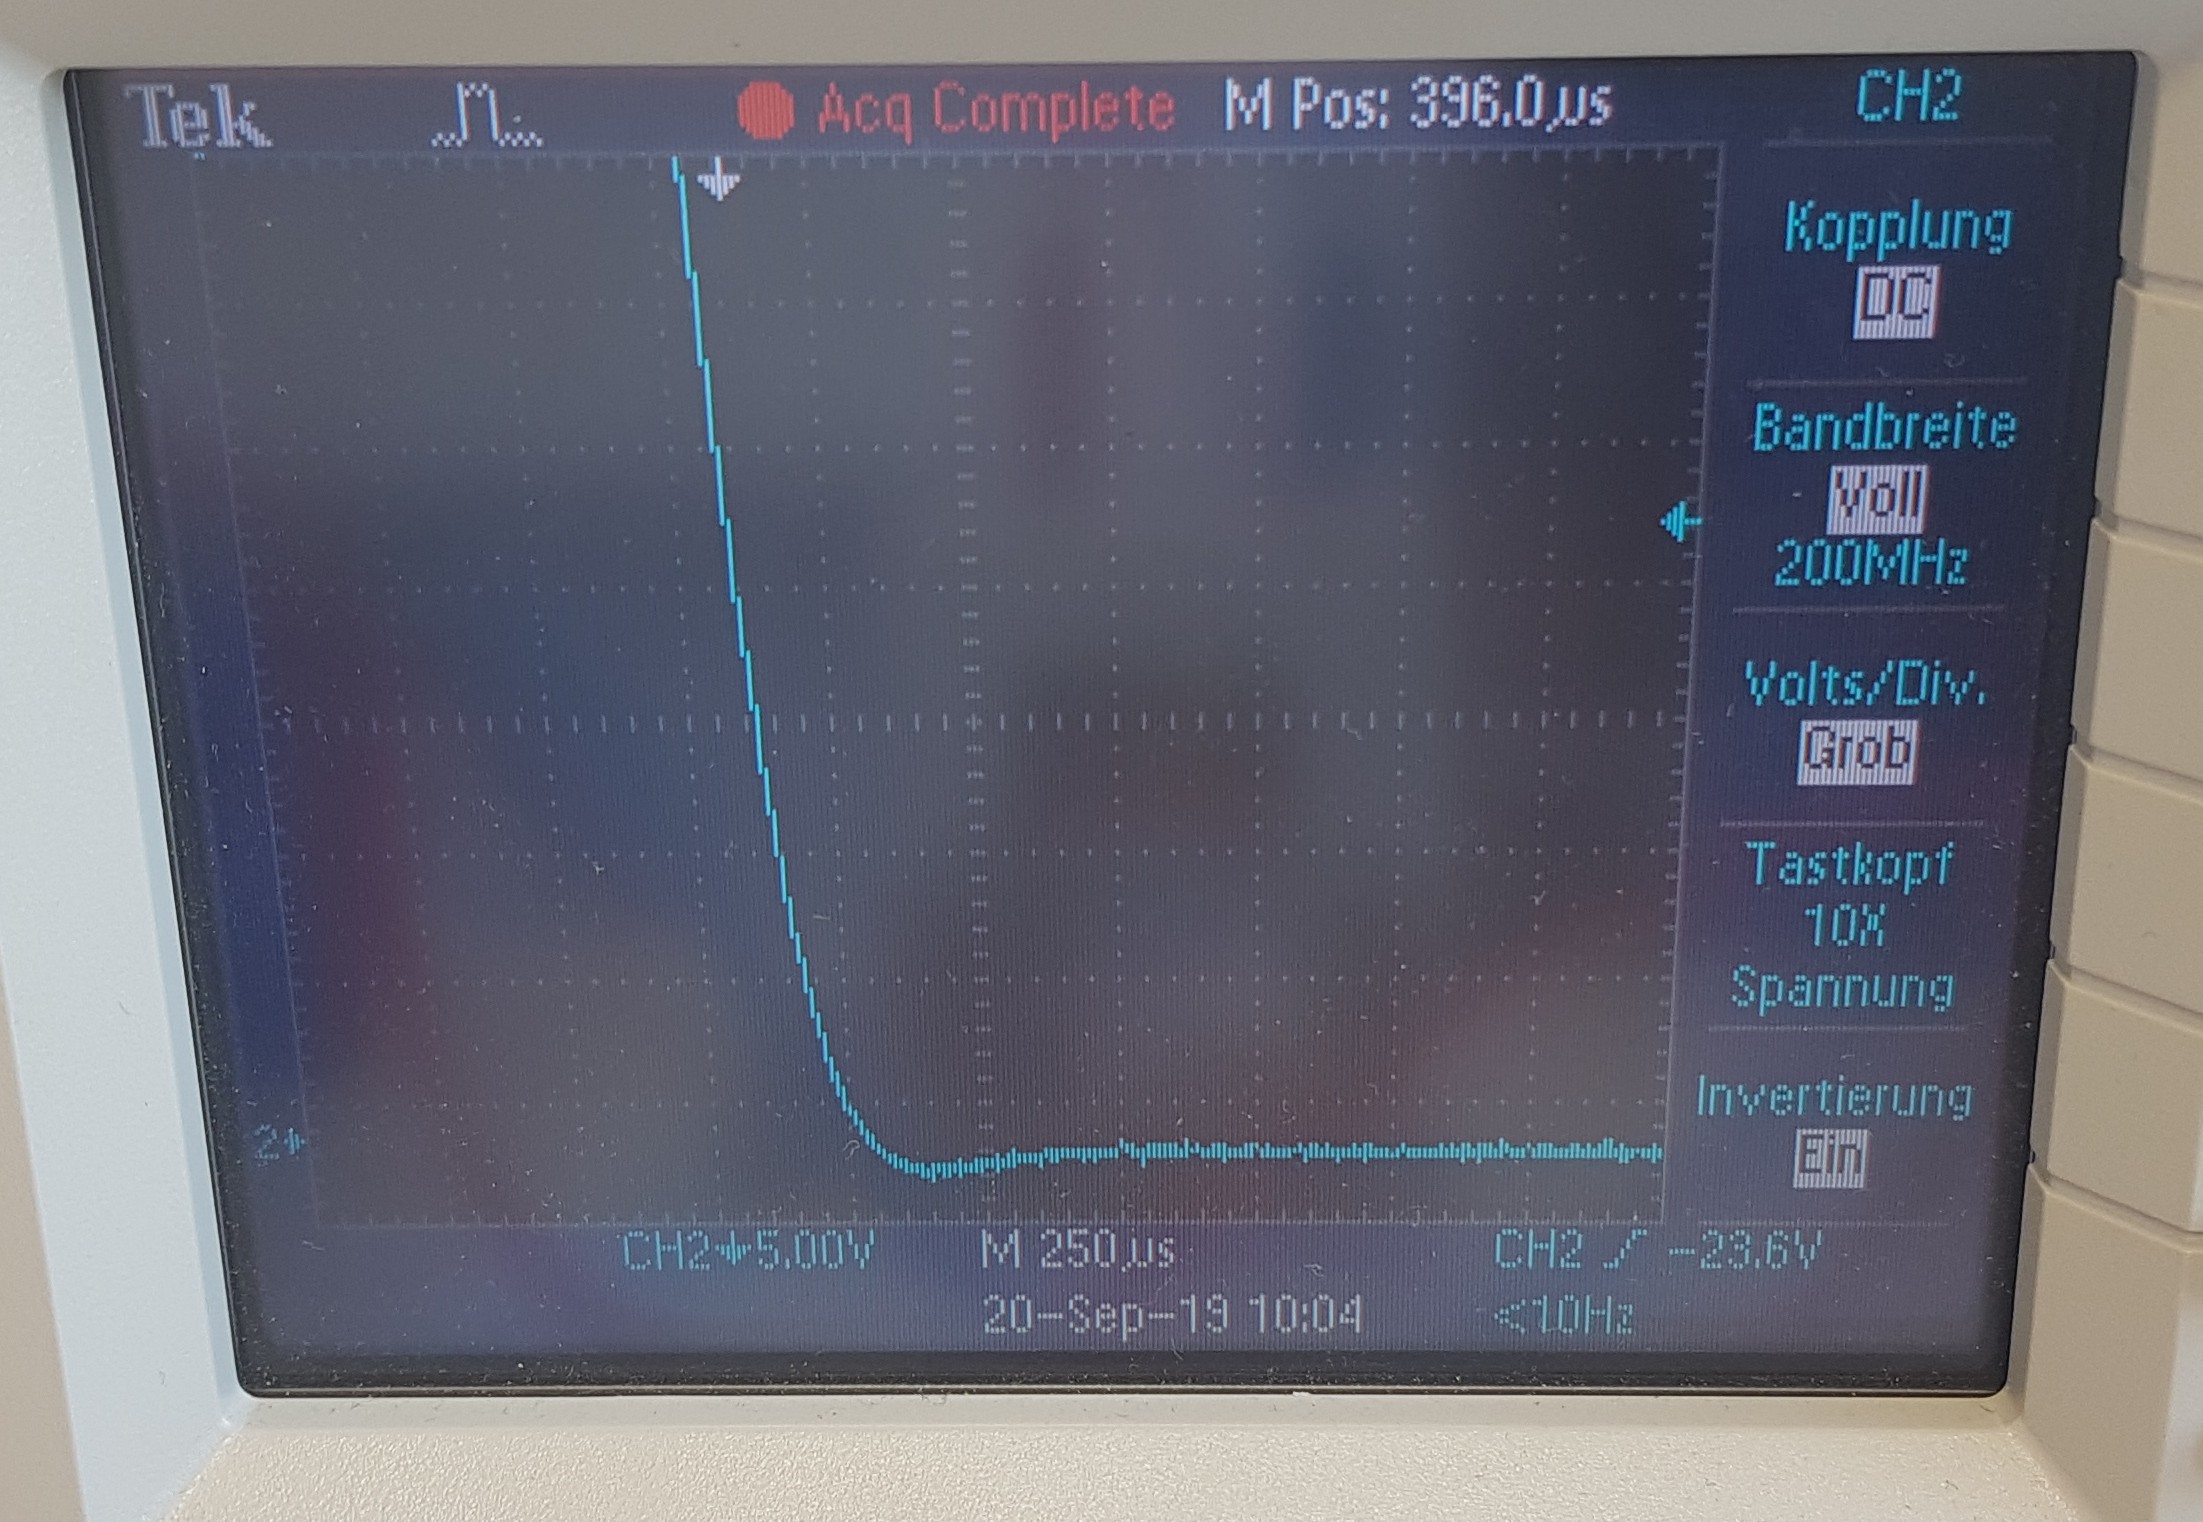 Tek Acq Complete M Pos: 396.0µs CH2
Kopplung
DC
Bandbreite
Voll
200MHz
Volts/Div.
Grob
Tastkopf
10X
Spannung
Invertierung
Ein
2
CH2 5.00V M 250µs CH2 -23.6V
20-Sep-19 10:04 <10Hz